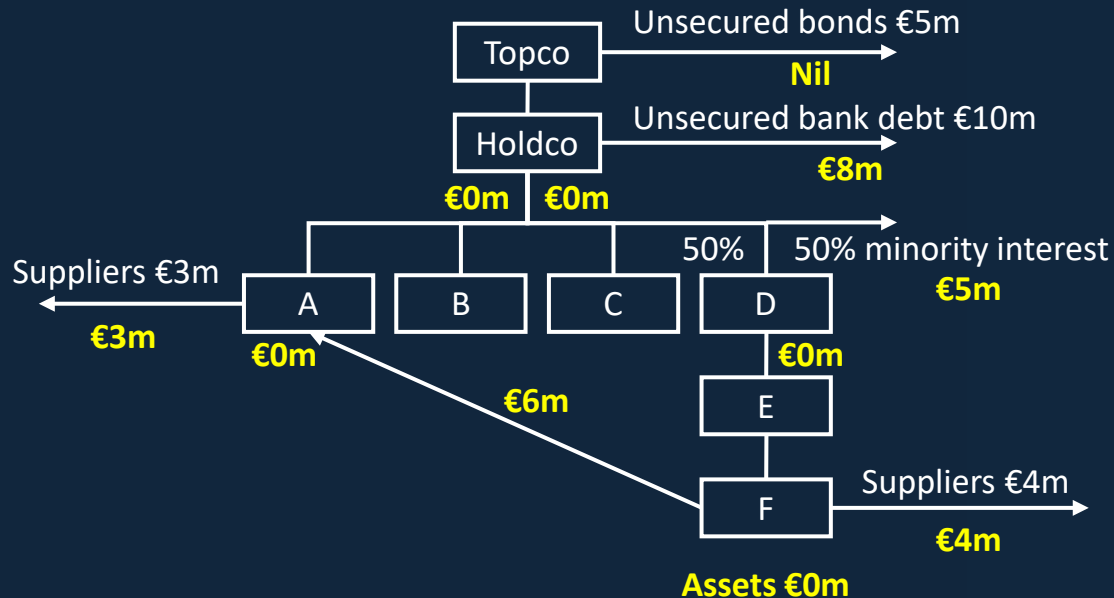 Unsecured bonds €5m
Topco
Nil
Unsecured bank debt €10m
Holdco
€8m
€0m €0m
50% 50% minority interest
€5m
Suppliers €3m
A B C D
€3m
€0m €0m
€6m
E
Suppliers €4m
F
€4m
Assets €0m